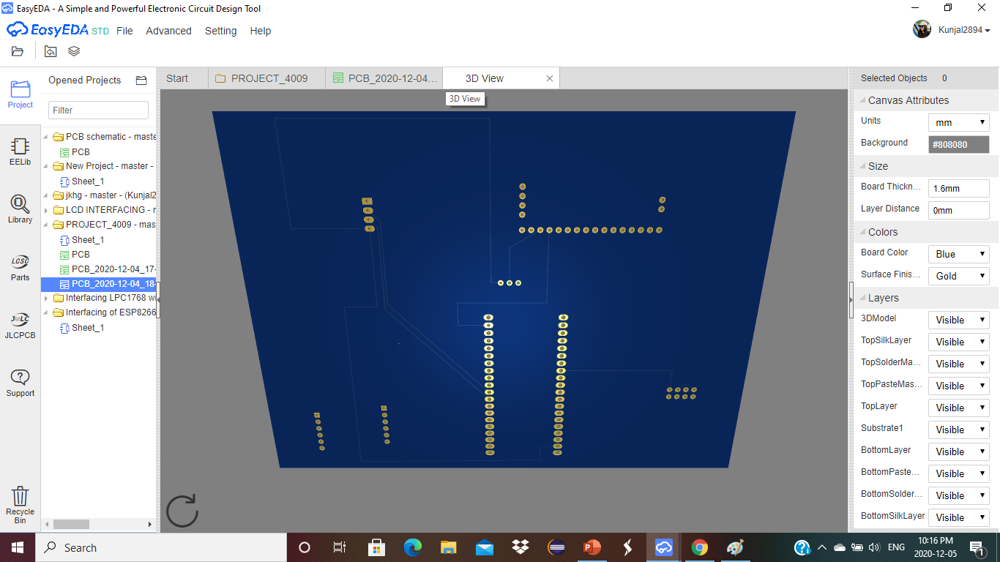 EasyEDA - A Simple and Powerful Electronic Circuit Design Tool
EasyEDA STD File Advanced Setting Help
Kunjal2894
Start
PROJECT_4009
PCB_2020-12-04...
3D View
3D View
Project
EELib
Library
LCSC
Parts
J@LC
JLCPCB
Support
Recycle
Bin
Opened Projects
Filter
PCB schematic - maste
PCB
New Project - master -
Sheet_1
jkhg - master - (Kunjal2
LCD INTERFACING - r
PROJECT_4009 - mas
Sheet_1
PCB
PCB_2020-12-04_17-
PCB_2020-12-04_18-
Interfacing LPC1768 wi
Interfacing of ESP8266
Sheet_1
Selected Objects 0
Canvas Attributes
Units mm
Background #808080
Size
Board Thickn... 1.6mm
Layer Distance 0mm
Colors
Board Color Blue
Surface Finis... Gold
Layers
3DModel Visible
TopSilkLayer Visible
TopSolderMa... Visible
TopPasteMas... Visible
TopLayer Visible
Substrate1 Visible
BottomLayer Visible
BottomPaste... Visible
BottomSolder... Visible
BottomSilkLayer Visible
Search
ENG
10:16 PM
2020-12-05
1